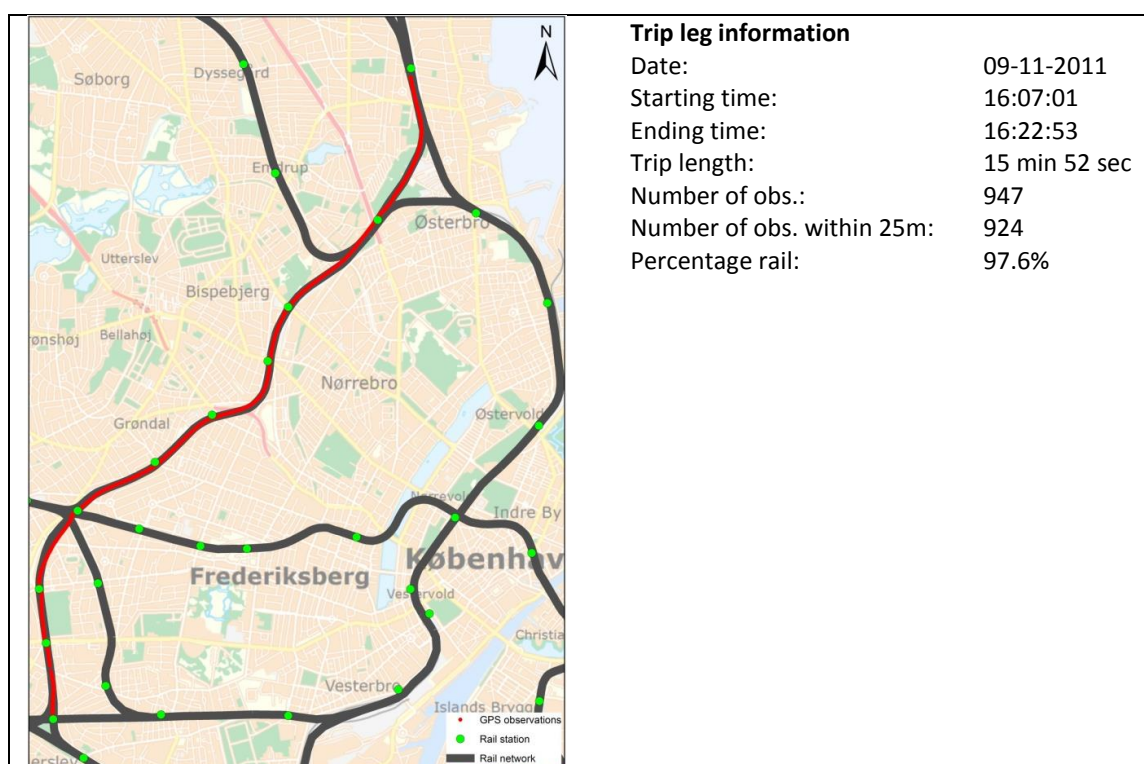 N
Søborg
Dyssegård
Emdrup
Østerbro
Utterslev
Bispebjerg
Bellahøj
ønshøj
Nørrebro
Grøndal
Østervold
Nørrevold
Indre By
København
Frederiksberg
Vestervold
Christia
Vesterbro
Islands Brygge
erslev
GPS observations
Rail station
Rail network
Trip leg information
Date: 09-11-2011
Starting time: 16:07:01
Ending time: 16:22:53
Trip length: 15 min 52 sec
Number of obs.: 947
Number of obs. within 25m: 924
Percentage rail: 97.6%